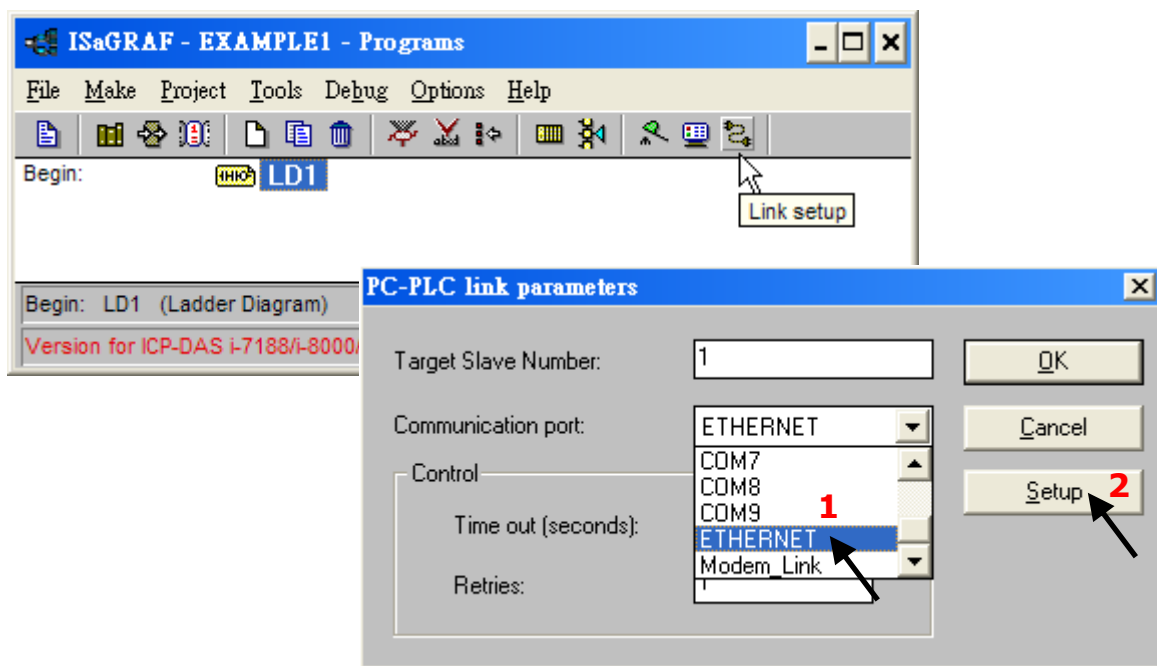 ISaGRAF - EXAMPLE1 - Programs
File Make Project Tools Debug Options Help
Begin: LD1
Link setup
Begin: LD1 (Ladder Diagram)
Version for ICP-DAS i-7188/i-8000/
PC-PLC link parameters
Target Slave Number: 1 OK
Communication port: ETHERNET Cancel
Control
COM7
COM8
COM9 1
Setup 2
Time out (seconds):
ETHERNET
Modem_Link
Retries: